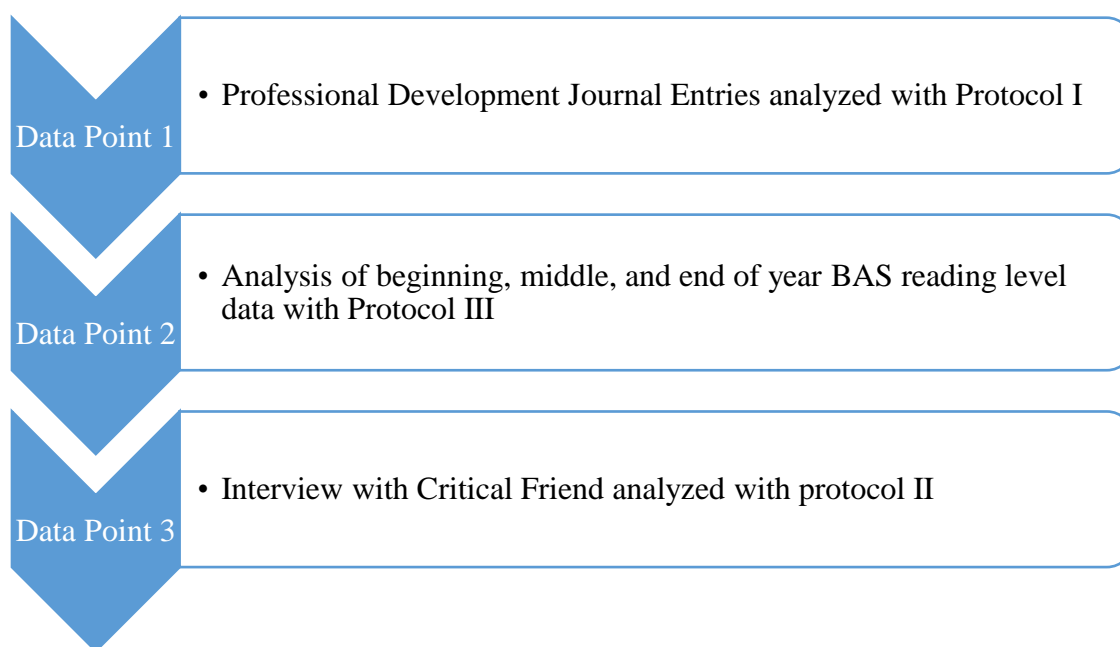 Data Point 1
• Professional Development Journal Entries analyzed with Protocol I
Data Point 2
• Analysis of beginning, middle, and end of year BAS reading level
data with Protocol III
Data Point 3
• Interview with Critical Friend analyzed with protocol II